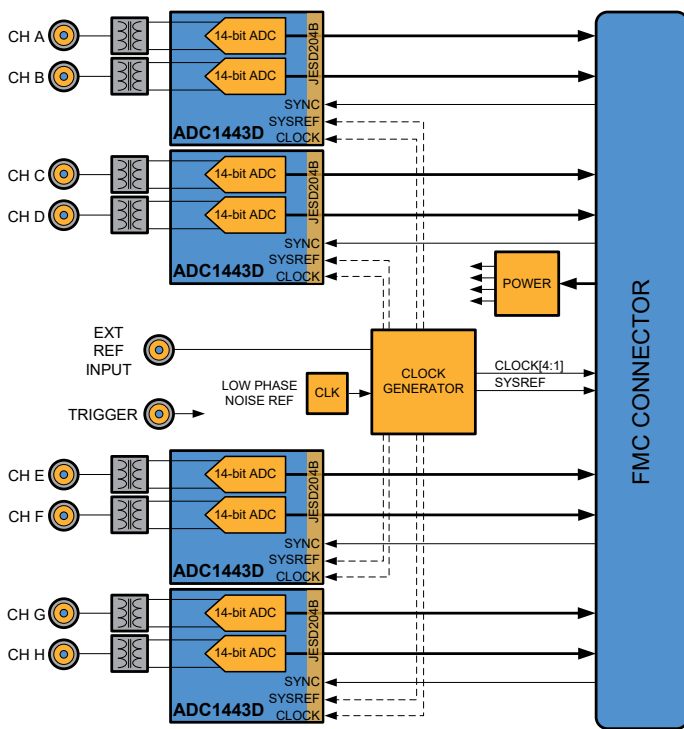 CH A
14-bit ADC
CH B
14-bit ADC
JESD204B
SYNC
SYSREF
ADC1443D
CLOCK
CH C
14-bit ADC
CH D
14-bit ADC
JESD204B
SYNC
SYSREF
ADC1443D
CLOCK
POWER
EXT
REF
INPUT
CLOCK
GENERATOR
CLOCK[4:1]
SYSREF
LOW PHASE
NOISE REF
CLK
TRIGGER
FMC CONNECTOR
CH E
14-bit ADC
CH F
14-bit ADC
JESD204B
SYNC
SYSREF
ADC1443D
CLOCK
CH G
14-bit ADC
CH H
14-bit ADC
JESD204B
SYNC
SYSREF
ADC1443D
CLOCK